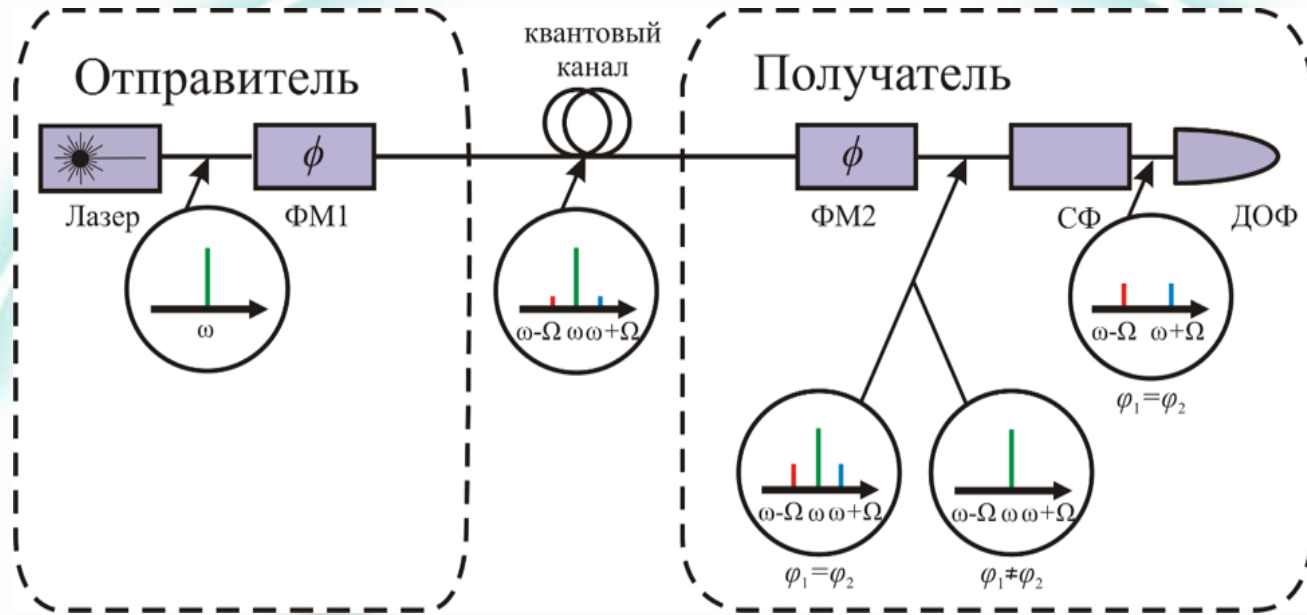 Отправитель
квантовый
канал
Получатель
ϕ
ϕ
Лазер
ФМ1
ФМ2
СФ
ДОФ
ω
ω-Ω ω ω+Ω
ω-Ω ω+Ω
φ₁=φ₂
ω-Ω ω ω+Ω
ω-Ω ω ω+Ω
φ₁=φ₂
φ₁≠φ₂